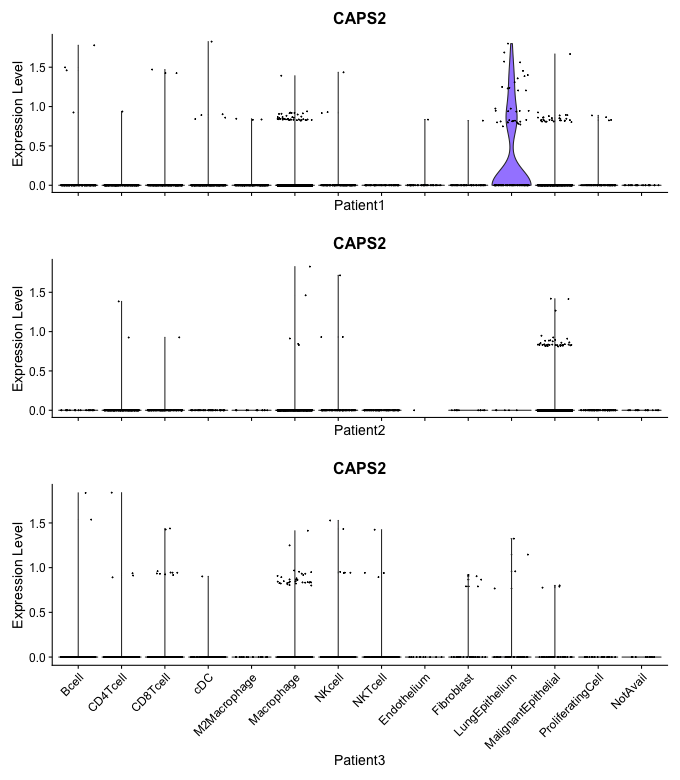 CAPS2
Expression Level
1.5
1.0
0.5
0.0
Patient1
CAPS2
Expression Level
1.5
1.0
0.5
0.0
Patient2
CAPS2
Expression Level
1.5
1.0
0.5
0.0
Bcell
CD4Tcell
CD8Tcell
cDC
M2Macrophage
Macrophage
NKcell
NKTcell
Endothelium
Fibroblast
LungEpithelium
MalignantEpithelial
ProliferatingCell
NotAvail
Patient3